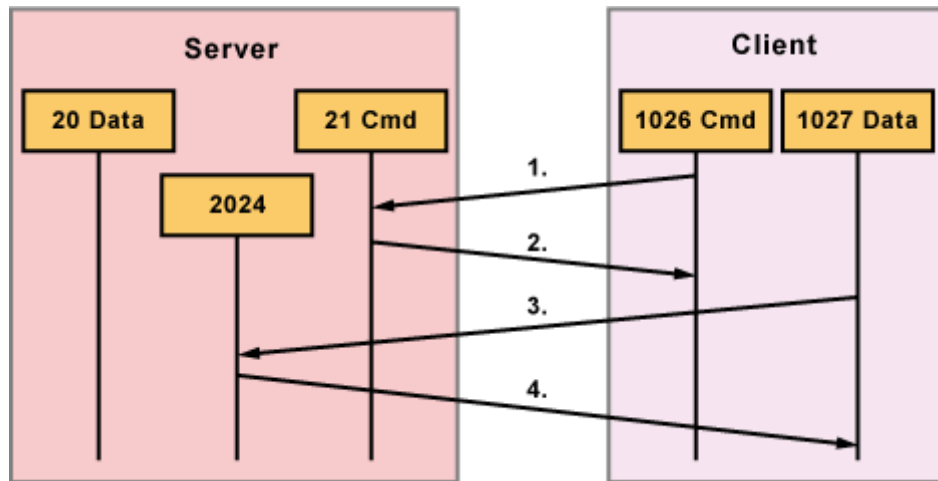 Server
Client
20 Data
21 Cmd
1026 Cmd
1027 Data
1.
2024
2.
3.
4.